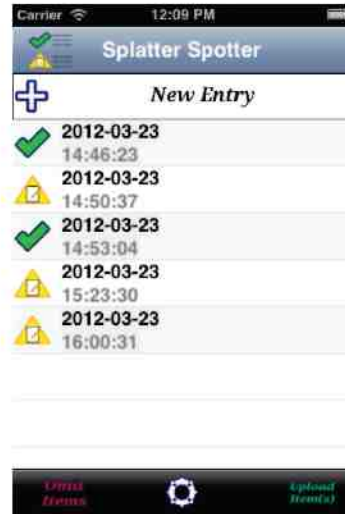 Carrier 12:09 PM
Splatter Spotter
New Entry
2012-03-23
14:46:23
2012-03-23
14:50:37
2012-03-23
14:53:04
2012-03-23
15:23:30
2012-03-23
16:00:31
Omit Upload
Items Item(s)